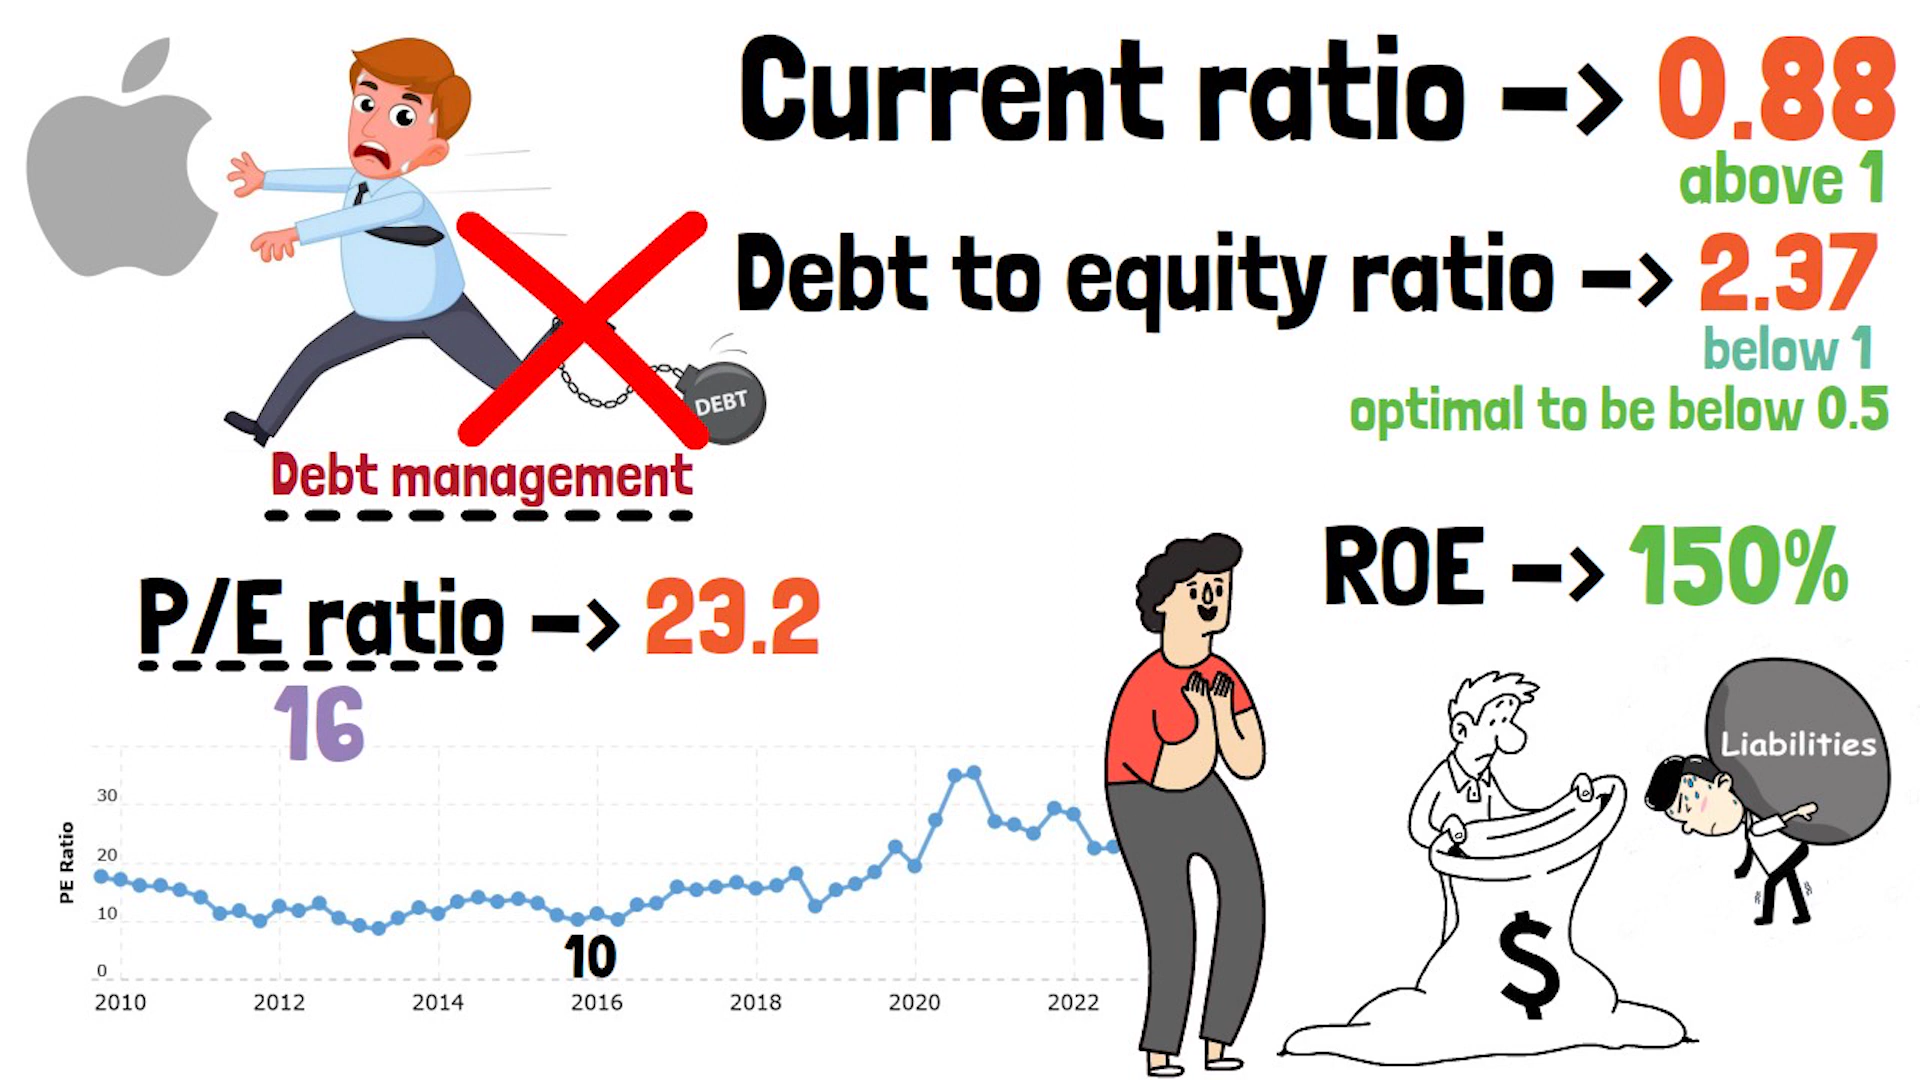 Current ratio –> 0.88
above 1
Debt to equity ratio –> 2.37
below 1
optimal to be below 0.5
DEBT
Debt management
P/E ratio –> 23.2
16
ROE –> 150%
Liabilities
$
PE Ratio
30
20
10
0
10
2010 2012 2014 2016 2018 2020 2022